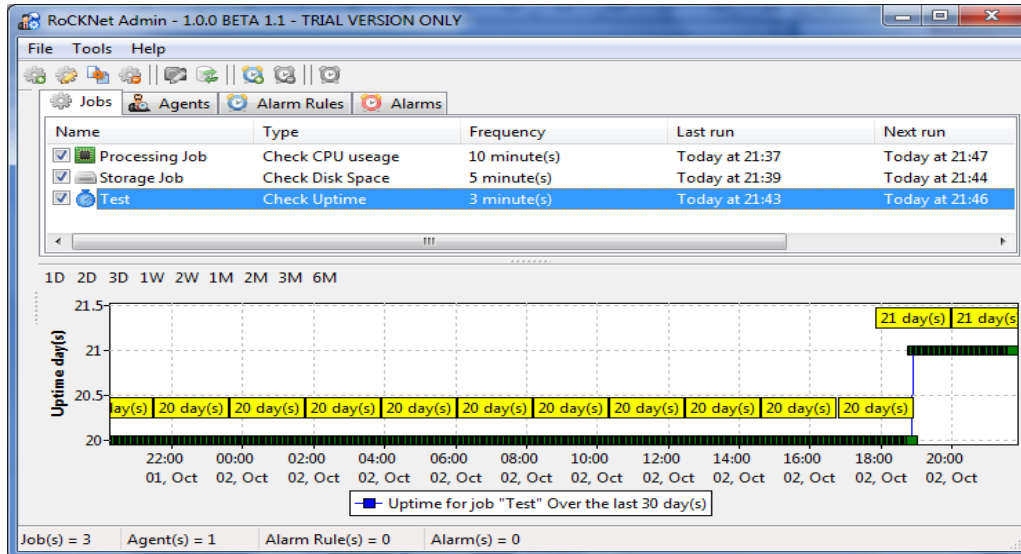 RoCKNet Admin - 1.0.0 BETA 1.1 - TRIAL VERSION ONLY
File Tools Help
Jobs Agents Alarm Rules Alarms
Name Type Frequency Last run Next run
Processing Job Check CPU useage 10 minute(s) Today at 21:37 Today at 21:47
Storage Job Check Disk Space 5 minute(s) Today at 21:39 Today at 21:44
Test Check Uptime 3 minute(s) Today at 21:43 Today at 21:46
1D 2D 3D 1W 2W 1M 2M 3M 6M
Uptime day(s)
21.5
21 day(s) 21 day(s
21
20.5
lay(s) 20 day(s) 20 day(s) 20 day(s) 20 day(s) 20 day(s) 20 day(s) 20 day(s) 20 day(s) 20 day(s) 20 day(s)
20
22:00 00:00 02:00 04:00 06:00 08:00 10:00 12:00 14:00 16:00 18:00 20:00
01, Oct 02, Oct 02, Oct 02, Oct 02, Oct 02, Oct 02, Oct 02, Oct 02, Oct 02, Oct 02, Oct 02, Oct
Uptime for job "Test" Over the last 30 day(s)
Job(s) = 3 Agent(s) = 1 Alarm Rule(s) = 0 Alarm(s) = 0